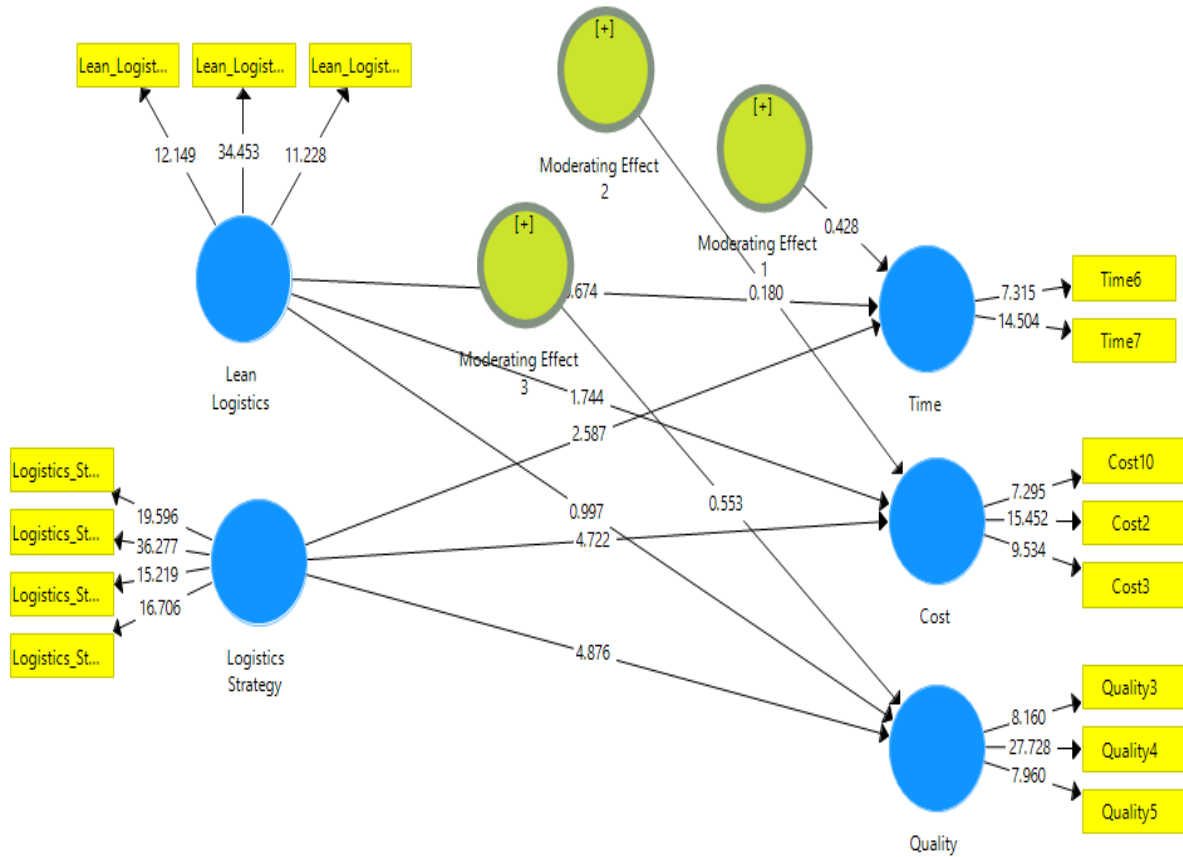 [+]
Moderating Effect
2
[+]
Moderating Effect
1
[+]
Moderating Effect
3
Lean_Logist...
Lean_Logist...
Lean_Logist...
12.149
34.453
11.228
Lean
Logistics
Logistics_St...
Logistics_St...
Logistics_St...
Logistics_St...
19.596
36.277
15.219
16.706
Logistics
Strategy
.674
1.744
2.587
0.997
4.722
4.876
0.428
0.180
0.553
Time
7.315
14.504
Time6
Time7
Cost
7.295
15.452
9.534
Cost10
Cost2
Cost3
Quality
8.160
27.728
7.960
Quality3
Quality4
Quality5